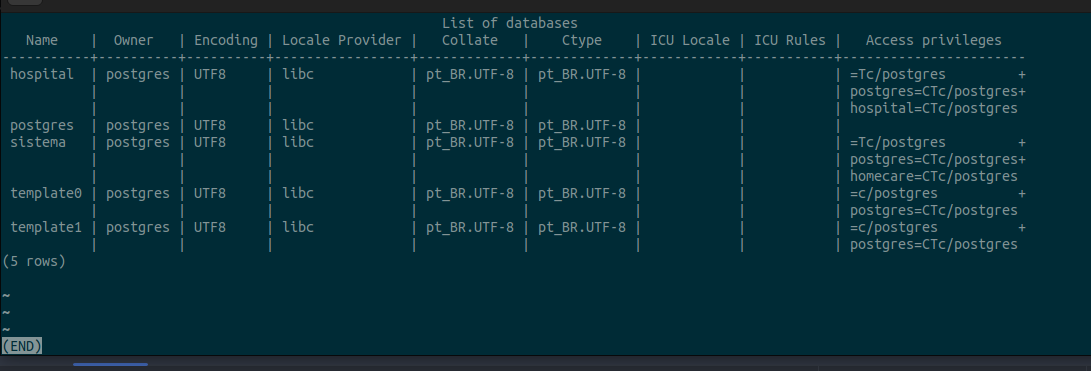 List of databases
   Name    |  Owner   | Encoding | Locale Provider |   Collate   |    Ctype    | ICU Locale | ICU Rules |   Access privileges
-----------+----------+----------+-----------------+-------------+-------------+------------+-----------+-----------------------
 hospital  | postgres | UTF8     | libc            | pt_BR.UTF-8 | pt_BR.UTF-8 |            |           | =Tc/postgres         +
           |          |          |                 |             |             |            |           | postgres=CTc/postgres+
           |          |          |                 |             |             |            |           | hospital=CTc/postgres
 postgres  | postgres | UTF8     | libc            | pt_BR.UTF-8 | pt_BR.UTF-8 |            |           |
 sistema   | postgres | UTF8     | libc            | pt_BR.UTF-8 | pt_BR.UTF-8 |            |           | =Tc/postgres         +
           |          |          |                 |             |             |            |           | postgres=CTc/postgres+
           |          |          |                 |             |             |            |           | homecare=CTc/postgres
 template0 | postgres | UTF8     | libc            | pt_BR.UTF-8 | pt_BR.UTF-8 |            |           | =c/postgres          +
           |          |          |                 |             |             |            |           | postgres=CTc/postgres
 template1 | postgres | UTF8     | libc            | pt_BR.UTF-8 | pt_BR.UTF-8 |            |           | =c/postgres          +
           |          |          |                 |             |             |            |           | postgres=CTc/postgres
(5 rows)

~
~
~
(END)